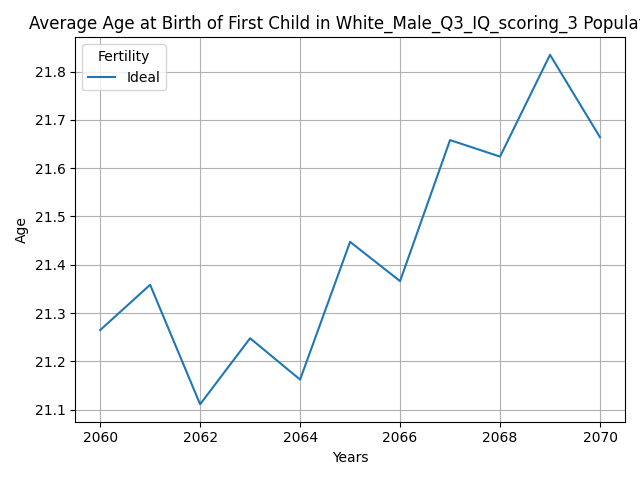 Average Age at Birth of First Child in White_Male_Q3_IQ_scoring_3 Populat
Fertility
Ideal
21.8
21.7
21.6
21.5
21.4
21.3
21.2
21.1
Age
2060 2062 2064 2066 2068 2070
Years